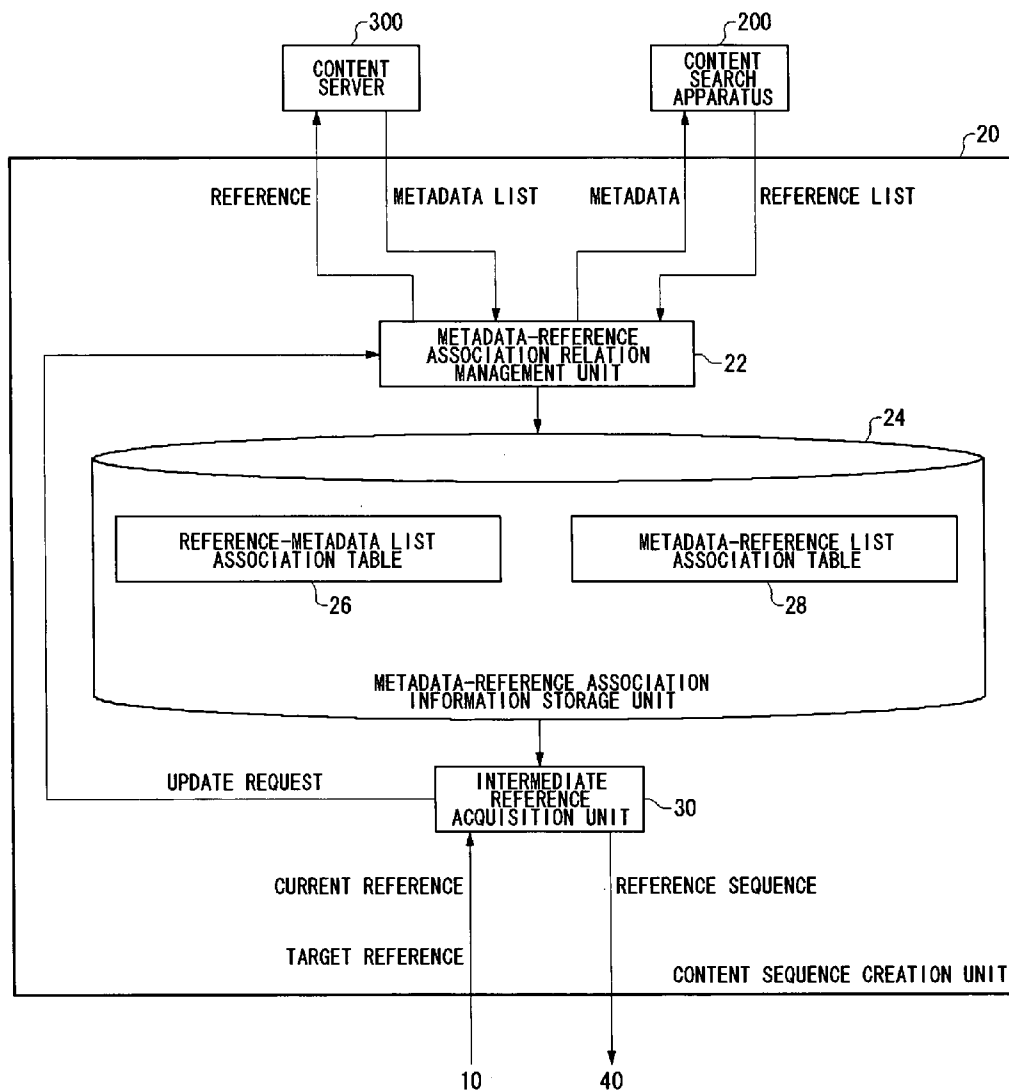 300
200
CONTENT
SERVER
CONTENT
SEARCH
APPARATUS
20
REFERENCE
METADATA LIST
METADATA
REFERENCE LIST
METADATA-REFERENCE
ASSOCIATION RELATION
MANAGEMENT UNIT
22
24
REFERENCE-METADATA LIST
ASSOCIATION TABLE
METADATA-REFERENCE LIST
ASSOCIATION TABLE
26
28
METADATA-REFERENCE ASSOCIATION
INFORMATION STORAGE UNIT
UPDATE REQUEST
INTERMEDIATE
REFERENCE
ACQUISITION UNIT
30
CURRENT REFERENCE
REFERENCE SEQUENCE
TARGET REFERENCE
CONTENT SEQUENCE CREATION UNIT
10
40